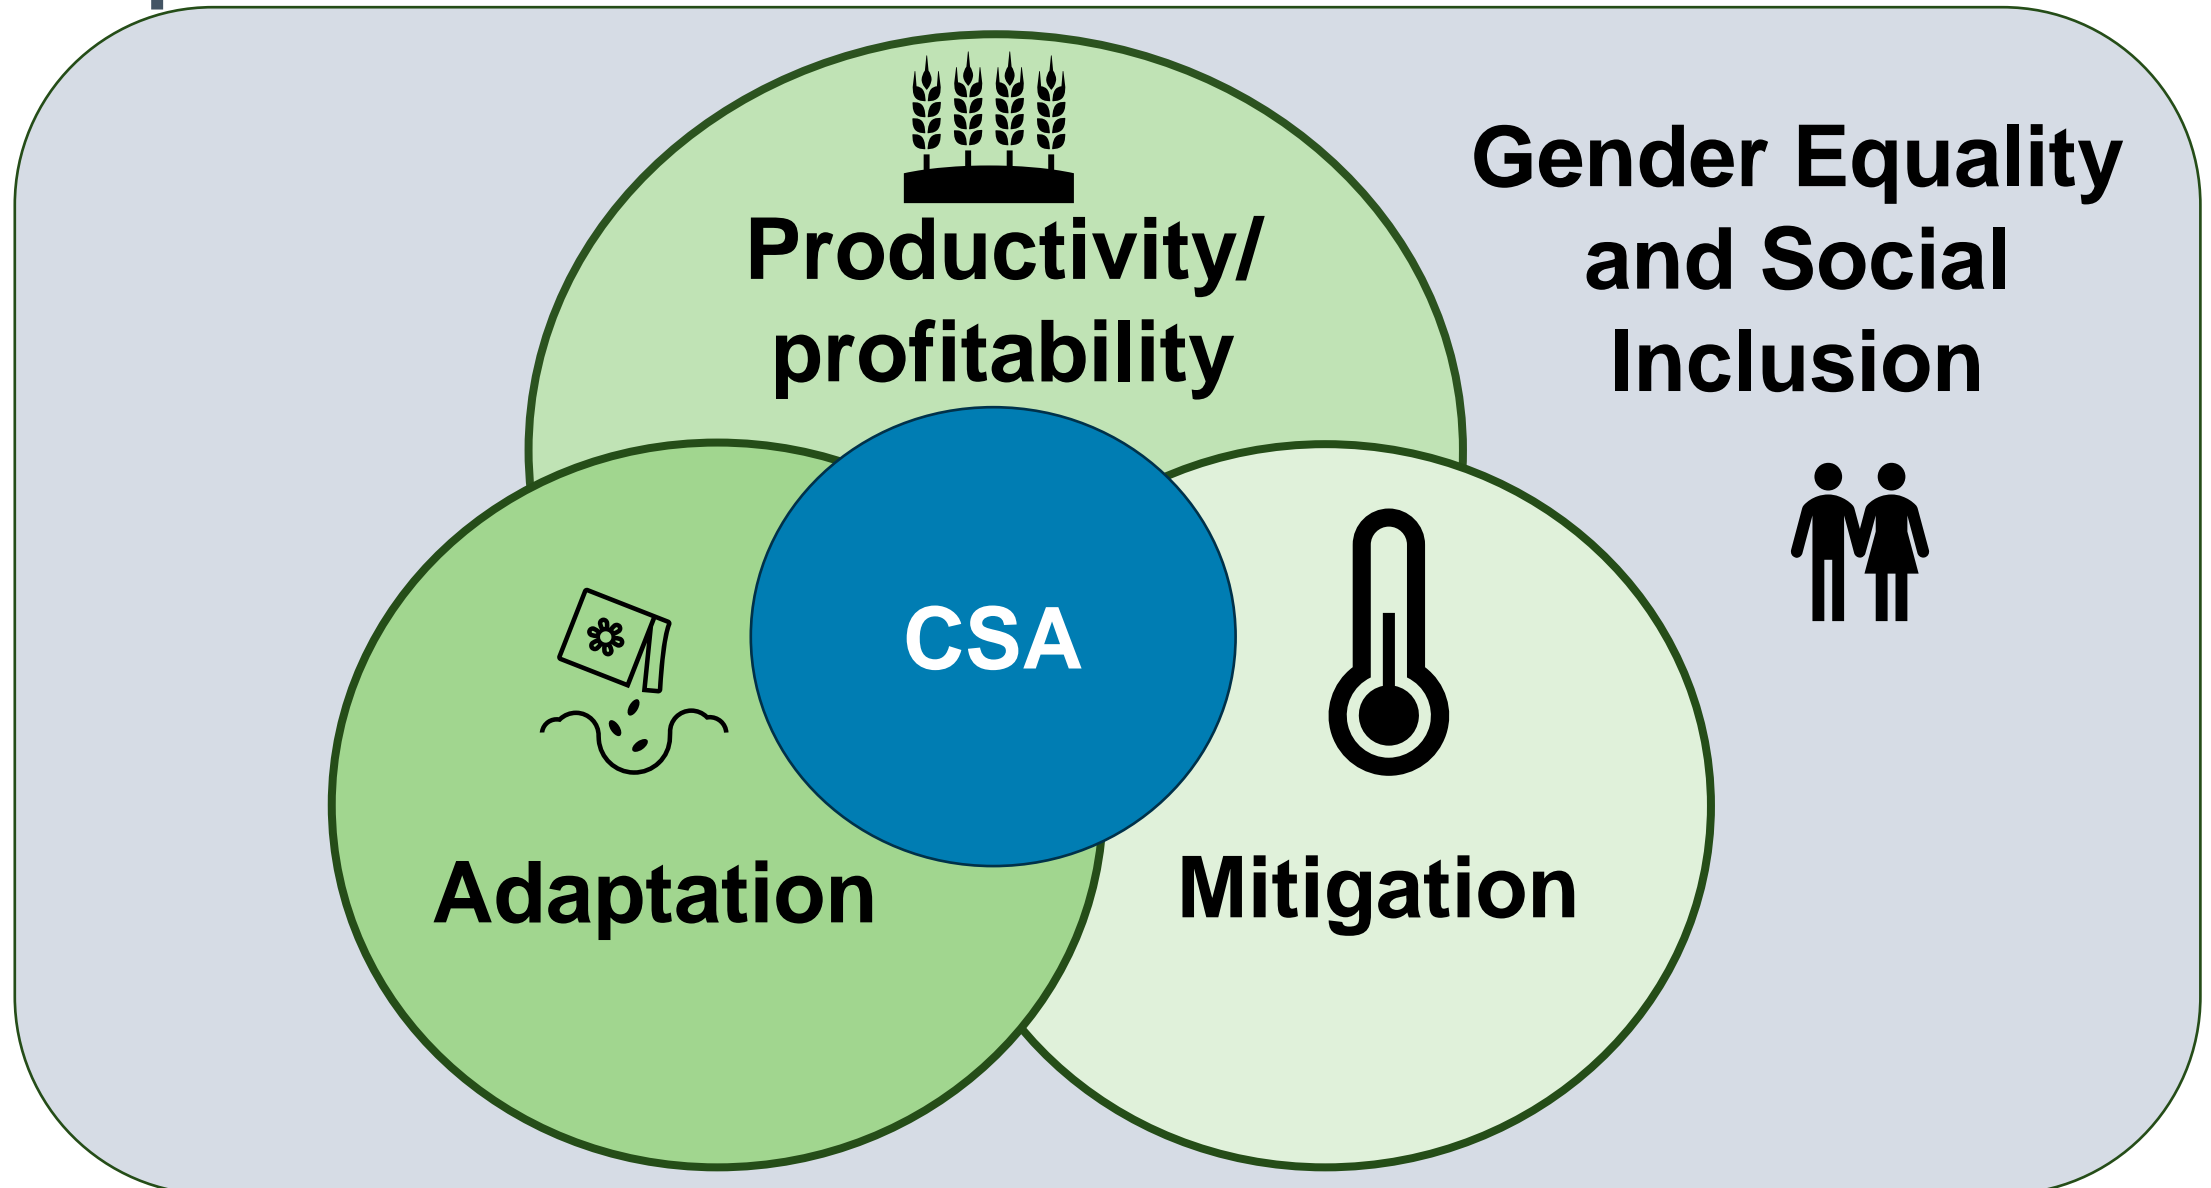 Productivity/
profitability
Gender Equality
and Social
Inclusion
CSA
Adaptation
Mitigation